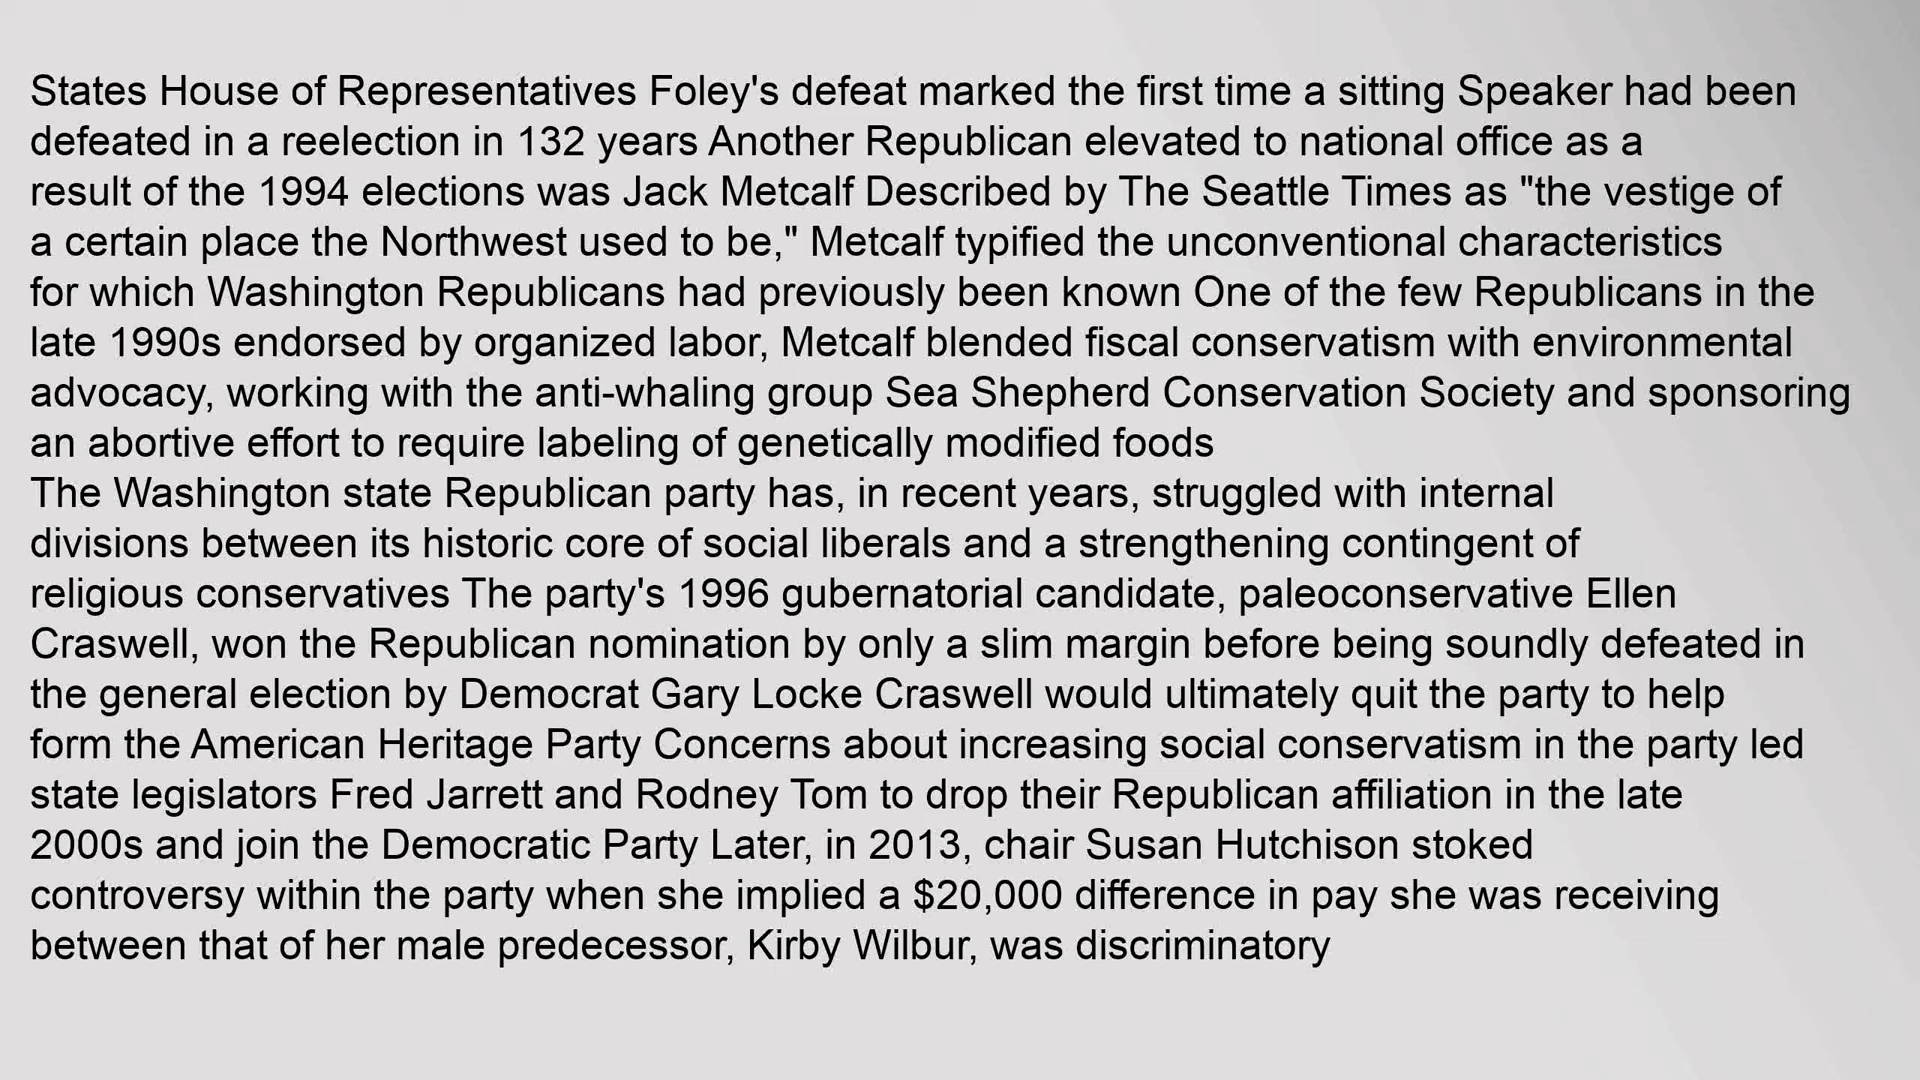 States House of Representatives Foley's defeat marked the first time a sitting Speaker had been
defeated in a reelection in 132 years Another Republican elevated to national office as a
result of the 1994 elections was Jack Metcalf Described by The Seattle Times as "the vestige of
a certain place the Northwest used to be," Metcalf typified the unconventional characteristics
for which Washington Republicans had previously been known One of the few Republicans in the
late 1990s endorsed by organized labor, Metcalf blended fiscal conservatism with environmental
advocacy, working with the anti-whaling group Sea Shepherd Conservation Society and sponsoring
an abortive effort to require labeling of genetically modified foods
The Washington state Republican party has, in recent years, struggled with internal
divisions between its historic core of social liberals and a strengthening contingent of
religious conservatives The party's 1996 gubernatorial candidate, paleoconservative Ellen
Craswell, won the Republican nomination by only a slim margin before being soundly defeated in
the general election by Democrat Gary Locke Craswell would ultimately quit the party to help
form the American Heritage Party Concerns about increasing social conservatism in the party led
state legislators Fred Jarrett and Rodney Tom to drop their Republican affiliation in the late
2000s and join the Democratic Party Later, in 2013, chair Susan Hutchison stoked
controversy within the party when she implied a $20,000 difference in pay she was receiving
between that of her male predecessor, Kirby Wilbur, was discriminatory